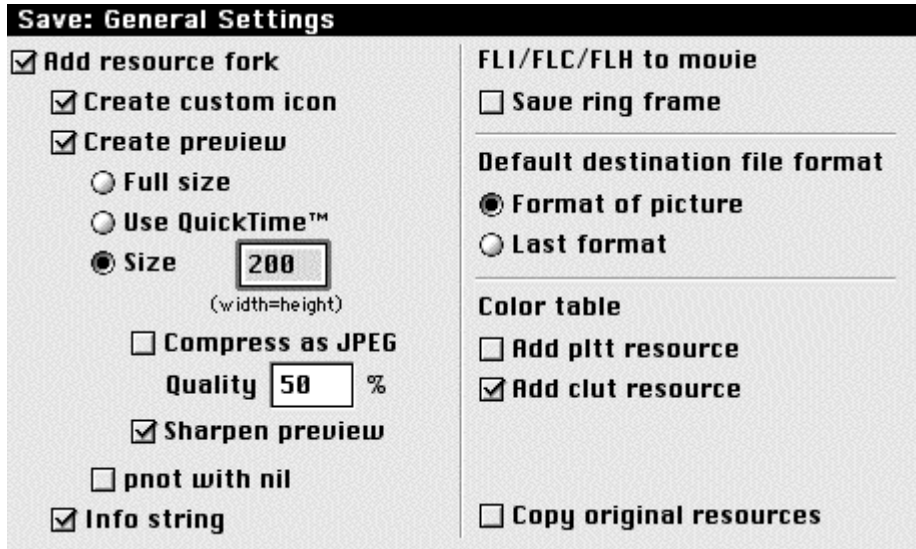 Save: General Settings
Add resource fork
Create custom icon
Create preview
Full size
Use QuickTime™
Size 200
(width=height)
Compress as JPEG
Quality 50 %
Sharpen preview
pnot with nil
Info string
FLI/FLC/FLH to movie
Save ring frame
Default destination file format
Format of picture
Last format
Color table
Add pltt resource
Add clut resource
Copy original resources